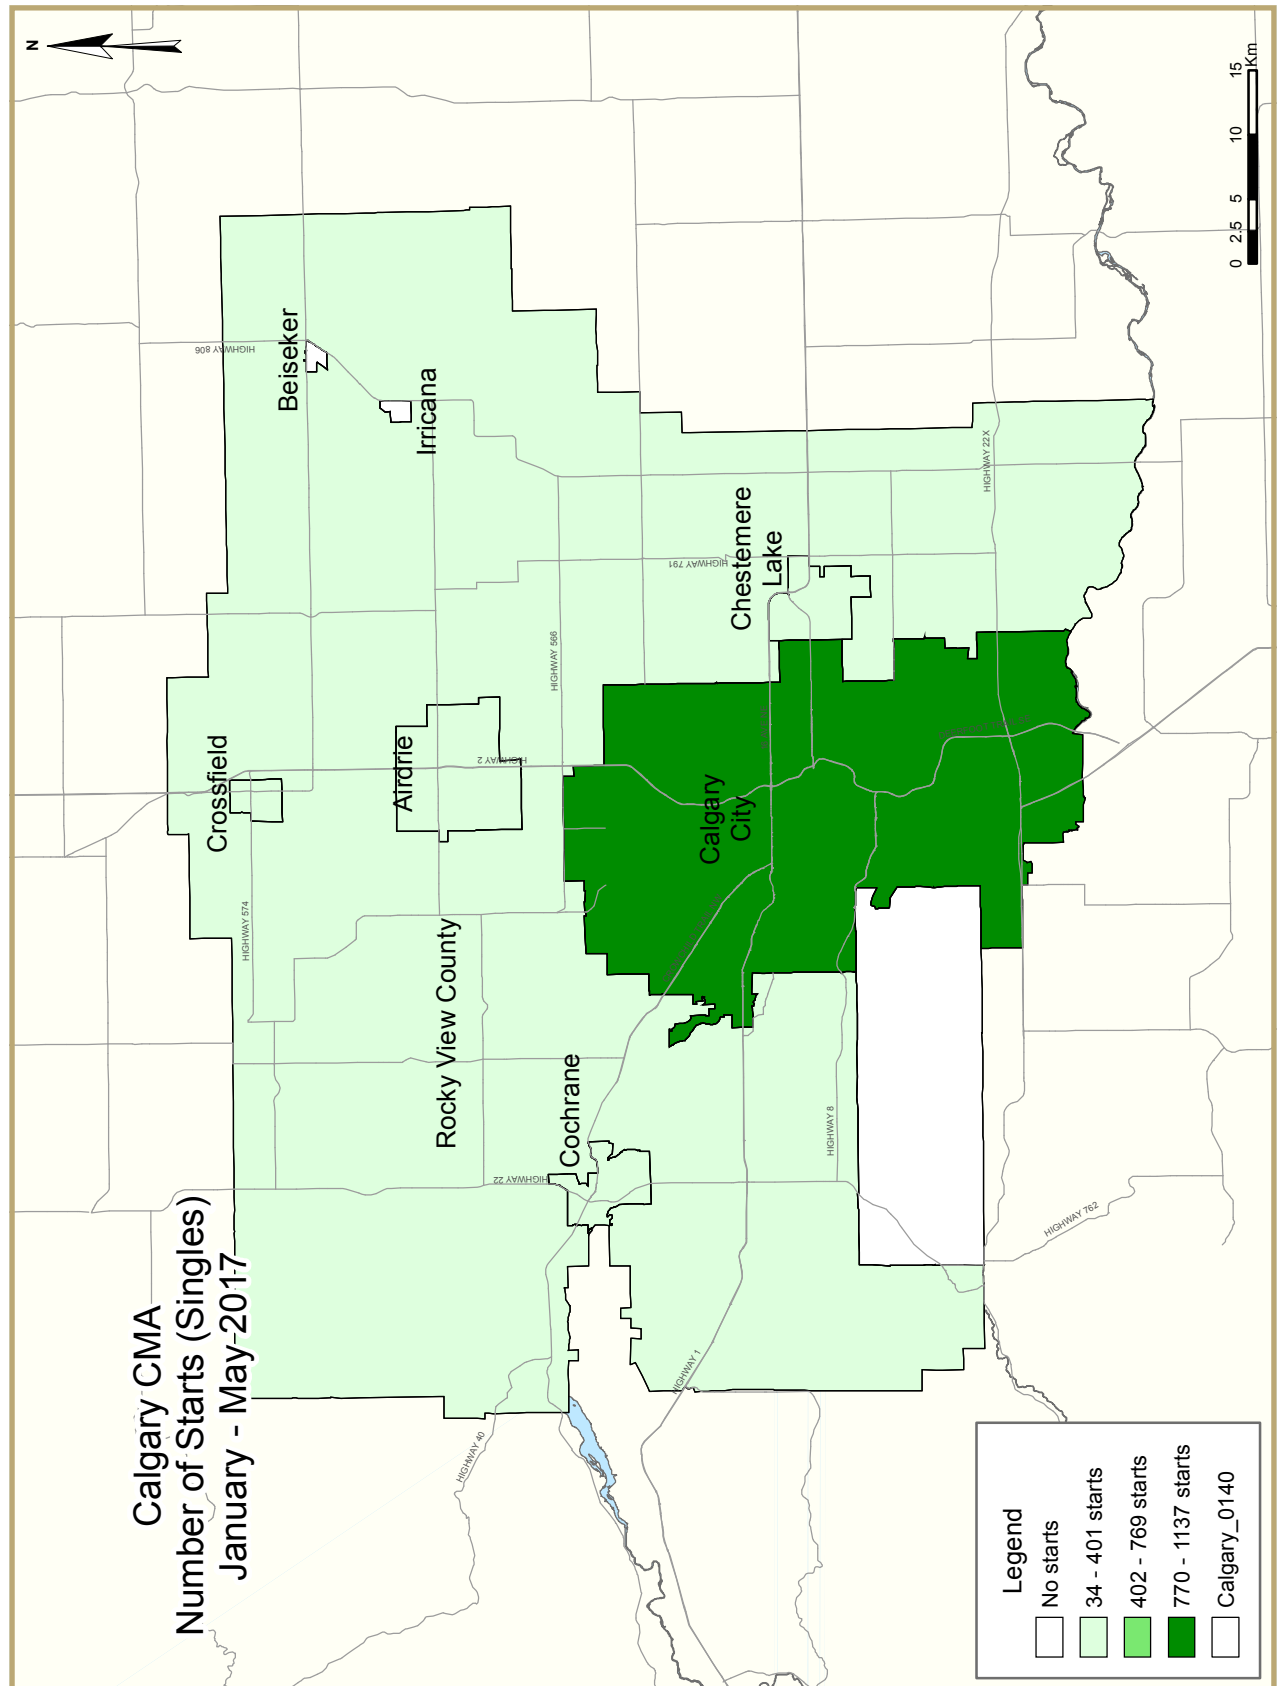 Calgary CMA
Number of Starts (Singles)
January - May 2017
N
HIGHWAY 40
HIGHWAY 1
HIGHWAY 22
Cochrane
Rocky View County
HIGHWAY 574
Crossfield
Airdrie
HIGHWAY 2
HIGHWAY 566
Beiseker
HIGHWAY 806
Irricana
Chestemere
Lake
HIGHWAY 791
Calgary
City
HIGHWAY 8
HIGHWAY 22X
HIGHWAY 762
Legend
No starts
34 - 401 starts
402 - 769 starts
770 - 1137 starts
Calgary_0140
0 2.5 5 10 15
Km